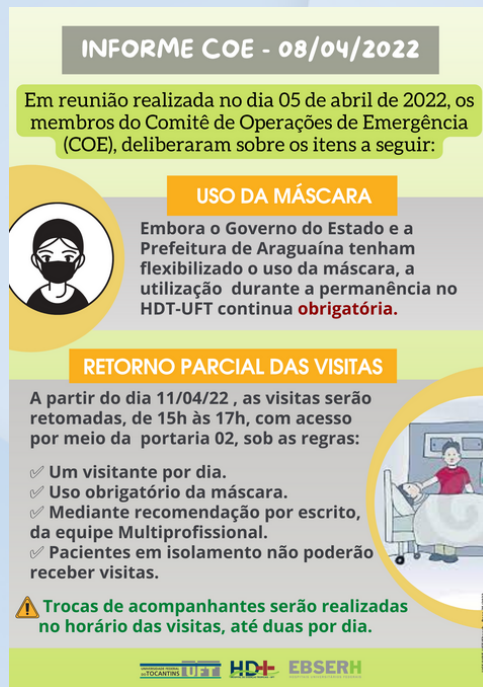 INFORME COE - 08/04/2022
Em reunião realizada no dia 05 de abril de 2022, os
membros do Comitê de Operações de Emergência
(COE), deliberaram sobre os itens a seguir:
USO DA MÁSCARA
Embora o Governo do Estado e a
Prefeitura de Araguaína tenham
flexibilizado o uso da máscara, a
utilização durante a permanência no
HDT-UFT continua obrigatória.
RETORNO PARCIAL DAS VISITAS
A partir do dia 11/04/22 , as visitas serão
retomadas, de 15h às 17h, com acesso
por meio da portaria 02, sob as regras:
✅ Um visitante por dia.
✅ Uso obrigatório da máscara.
✅ Mediante recomendação por escrito,
da equipe Multiprofissional.
✅ Pacientes em isolamento não poderão
receber visitas.
⚠️ Trocas de acompanhantes serão realizadas
no horário das visitas, até duas por dia.
UNIVERSIDADE FEDERAL
DO TOCANTINS UFT HDT EBSERH